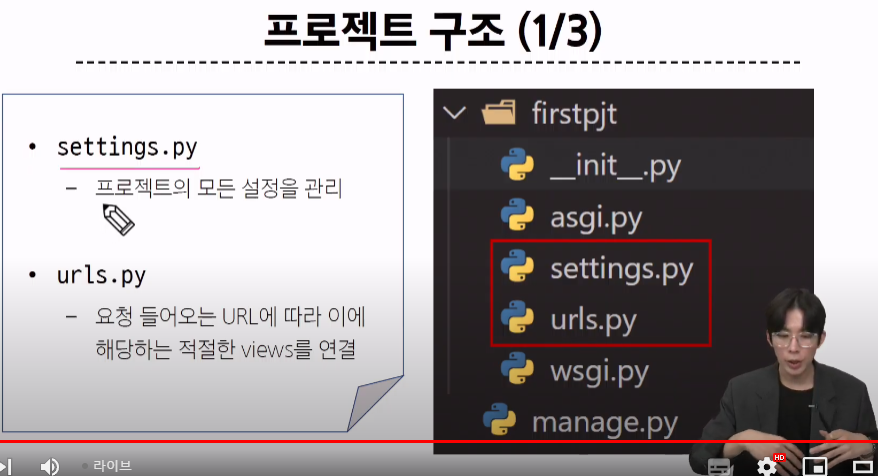 프로젝트 구조 (1/3)
• settings.py
– 프로젝트의 모든 설정을 관리
• urls.py
– 요청 들어오는 URL에 따라 이에
해당하는 적절한 views를 연결
firstpjt
__init__.py
asgi.py
settings.py
urls.py
wsgi.py
manage.py
라이브
HD